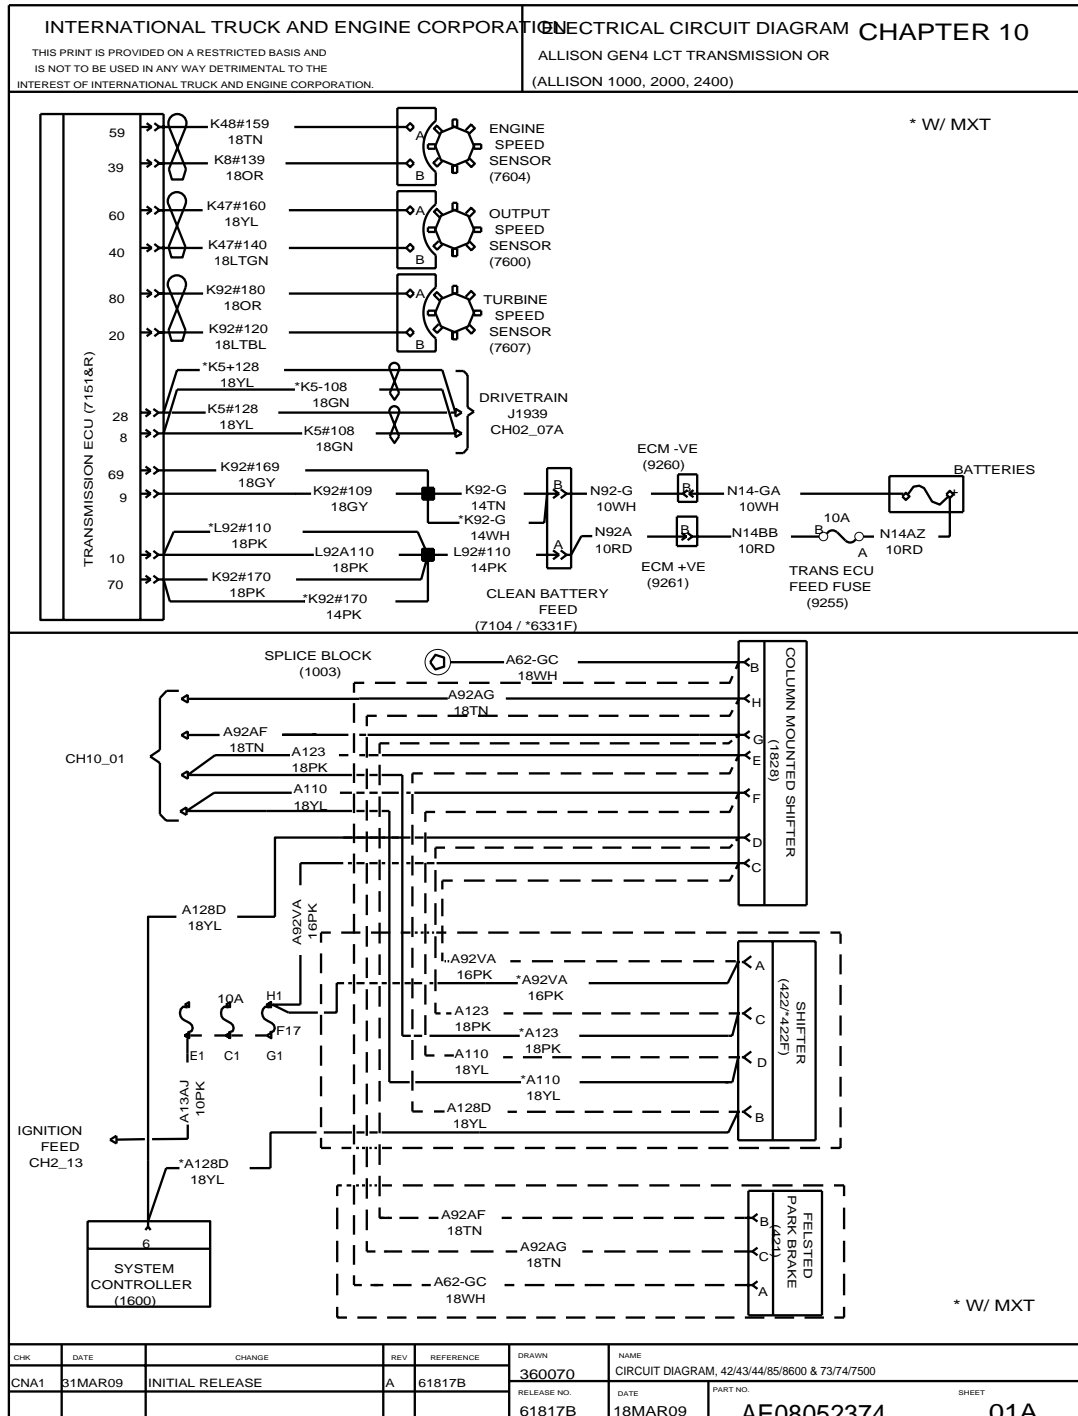 INTERNATIONAL TRUCK AND ENGINE CORPORATION
THIS PRINT IS PROVIDED ON A RESTRICTED BASIS AND
IS NOT TO BE USED IN ANY WAY DETRIMENTAL TO THE
INTEREST OF INTERNATIONAL TRUCK AND ENGINE CORPORATION.
ELECTRICAL CIRCUIT DIAGRAM CHAPTER 10
ALLISON GEN4 LCT TRANSMISSION OR
(ALLISON 1000, 2000, 2400)
* W/ MXT
TRANSMISSION ECU (7151&R)
59 K48#159 A
18TN
39 K8#139 B
18OR
ENGINE
SPEED
SENSOR
(7604)
60 K47#160 A
18YL
40 K47#140 B
18LTGN
OUTPUT
SPEED
SENSOR
(7600)
80 K92#180 A
18OR
20 K92#120 B
18LTBL
TURBINE
SPEED
SENSOR
(7607)
*K5+128
18YL
*K5-108
18GN
28 K5#128
18YL
8 K5#108
18GN
DRIVETRAIN
J1939
CH02_07A
69 K92#169
18GY
9 K92#109
18GY
K92-G
14TN
*K92-G
14WH
*L92#110
18PK
10 L92A110
18PK
L92#110
14PK
70 K92#170
18PK
*K92#170
14PK
B
A
CLEAN BATTERY
FEED
(7104 / *6331F)
N92-G
10WH
N92A
10RD
ECM -VE
(9260)
B
B
ECM +VE
(9261)
N14-GA
10WH
N14BB
10RD
10A
B
A
TRANS ECU
FEED FUSE
(9255)
N14AZ
10RD
BATTERIES
- +
SPLICE BLOCK
(1003)
A62-GC
18WH
A92AG
18TN
A92AF
18TN
A123
18PK
A110
18YL
CH10_01
B
H
G
E
F
D
C
COLUMN MOUNTED SHIFTER
(1828)
A128D
18YL
A92VA
16PK
10A
H1
F17
E1 C1 G1
A13AJ
10PK
IGNITION
FEED
CH2_13
*A128D
18YL
6
SYSTEM
CONTROLLER
(1600)
A92VA
16PK
*A92VA
16PK
A123
18PK
*A123
18PK
A110
18YL
*A110
18YL
A128D
18YL
A
C
D
B
SHIFTER
(422/*422F)
A92AF
18TN
A92AG
18TN
A62-GC
18WH
B
C
A
FELSTED
PARK BRAKE
(421)
* W/ MXT
CHK DATE CHANGE REV REFERENCE
CNA1 31MAR09 INITIAL RELEASE A 61817B
DRAWN
360070
NAME
CIRCUIT DIAGRAM, 42/43/44/85/8600 & 73/74/7500
RELEASE NO.
61817B
DATE
18MAR09
PART NO.
AE08052374
SHEET
01A